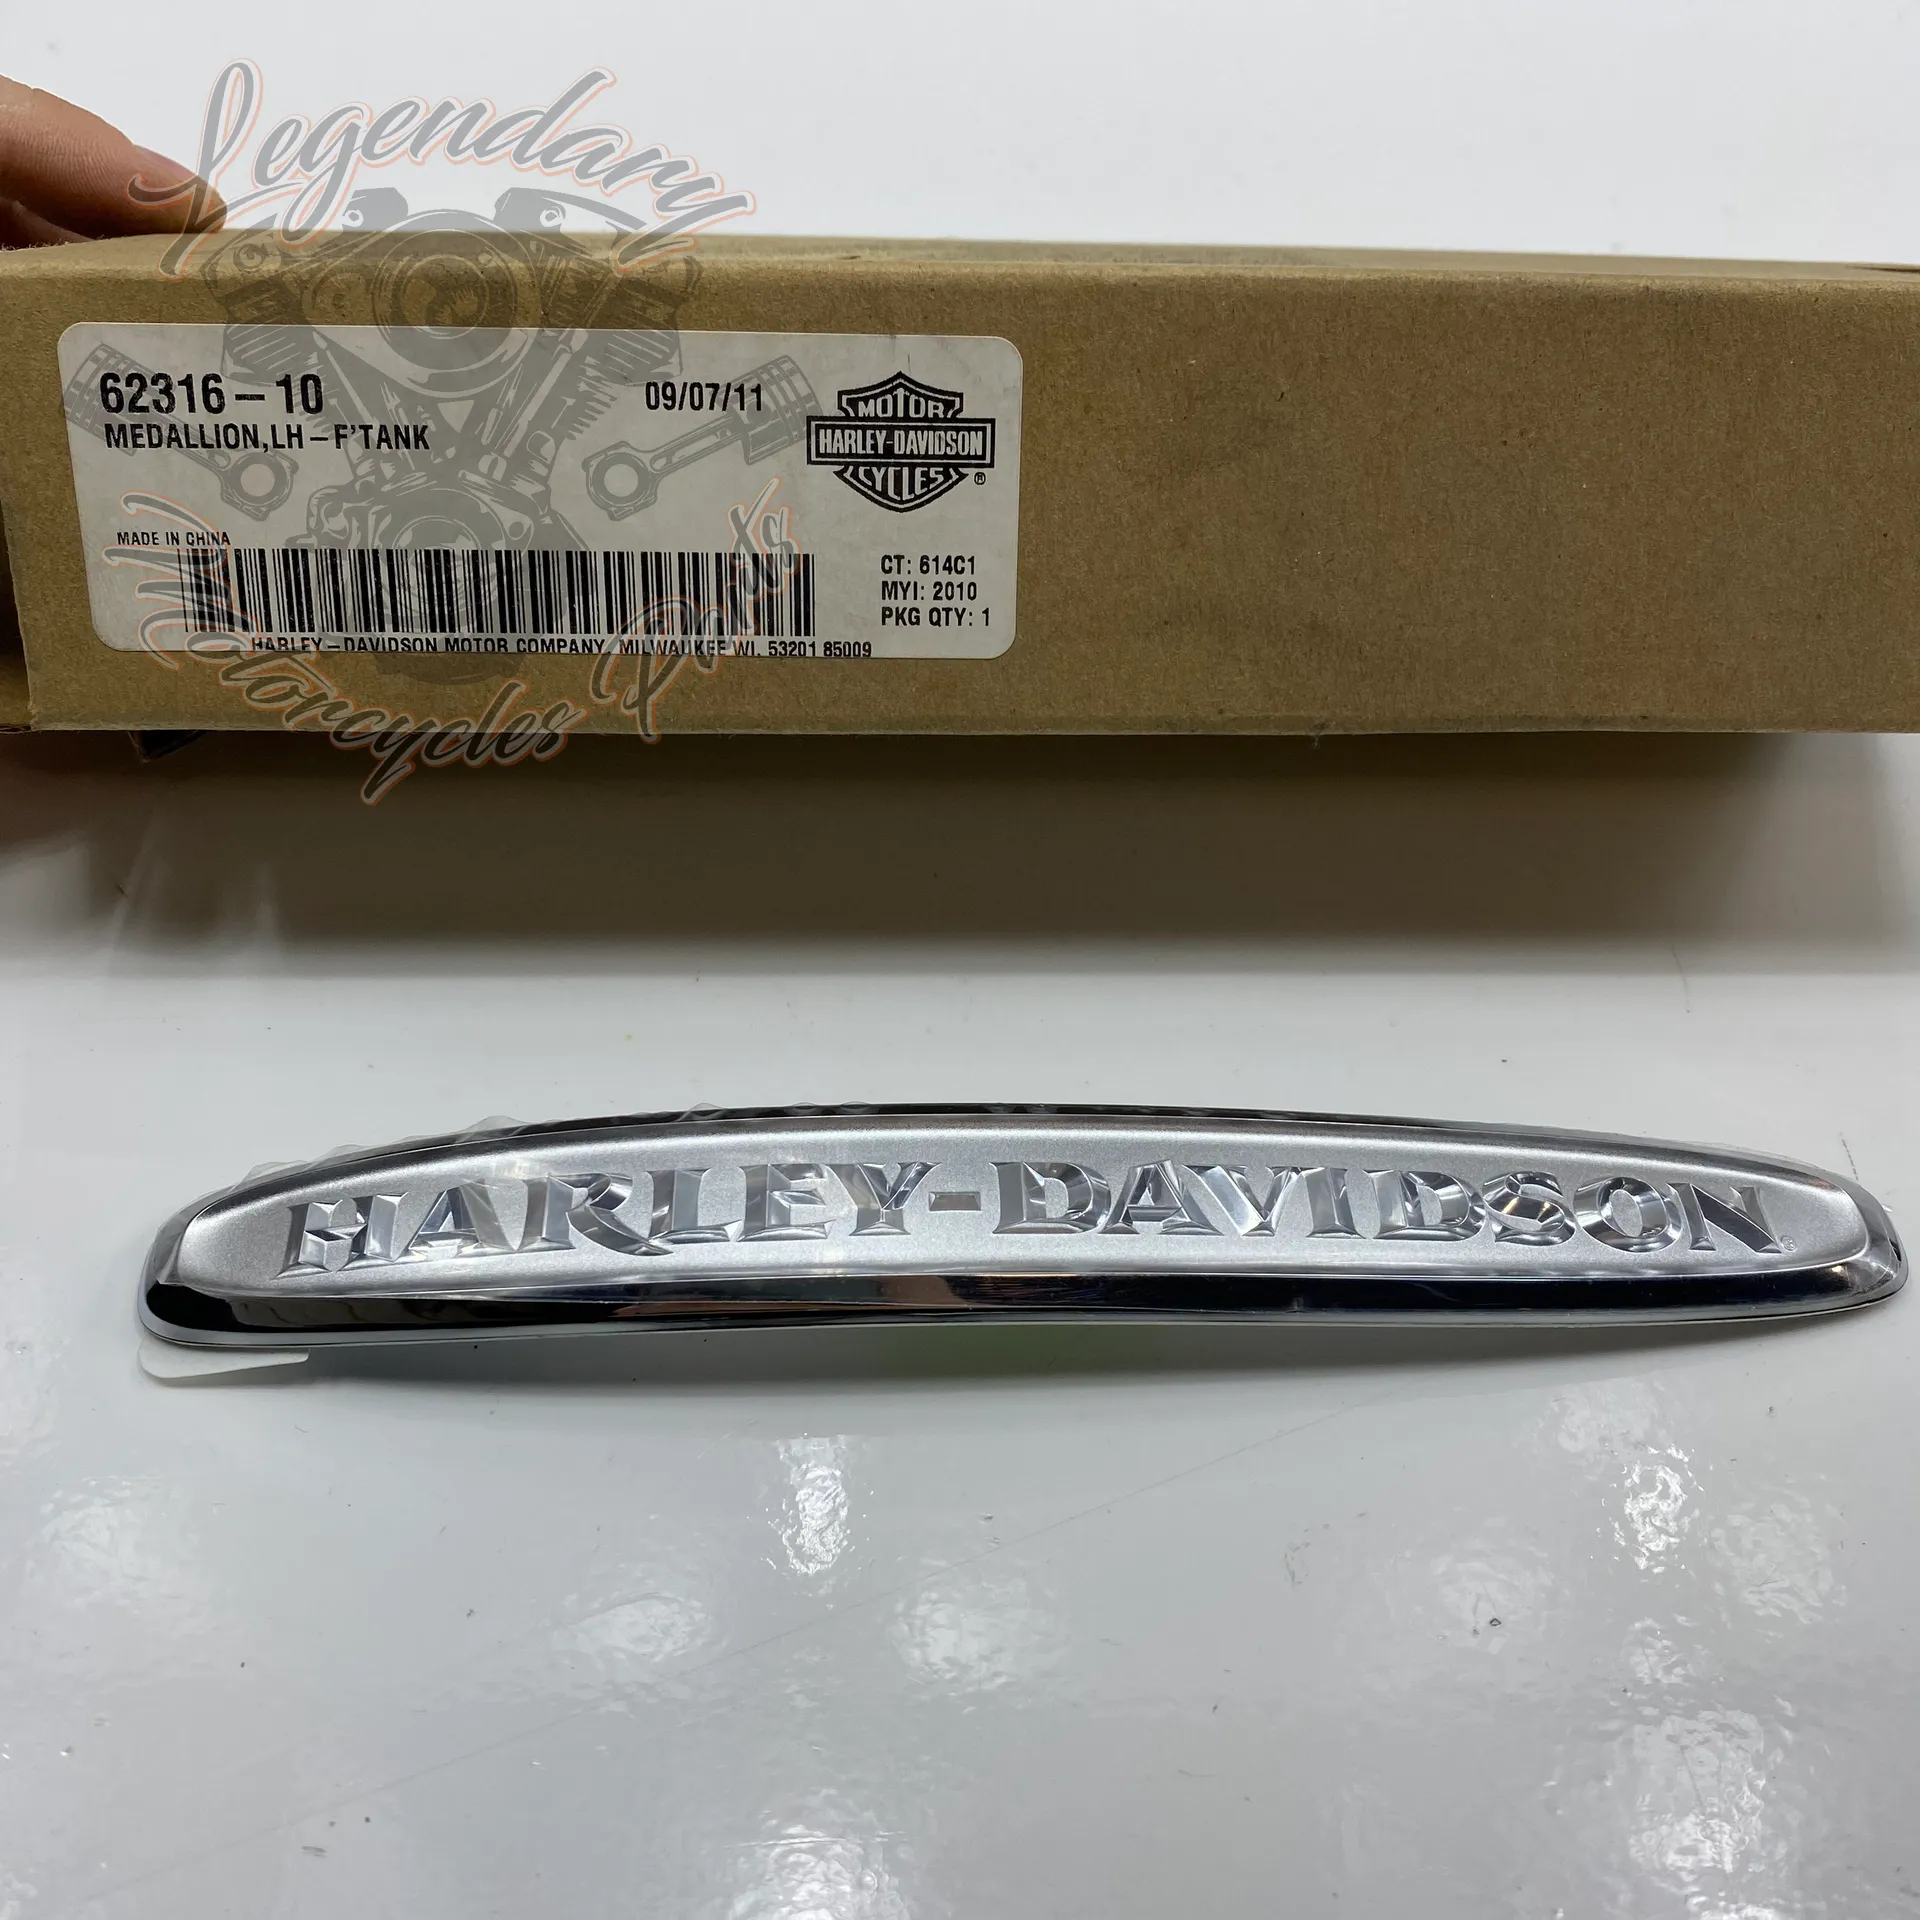 Legendary
62316-10
09/07/11
MOTOR
HARLEY-DAVIDSON
CYCLES
®
MEDALLION,LH-F'TANK
MADE IN CHINA
CT: 614C1
MYI: 2010
PKG QTY: 1
HARLEY-DAVIDSON MOTOR COMPANY, MILWAUKEE WI. 53201 85009
Motorcycles Parts
HARLEY-DAVIDSON
®